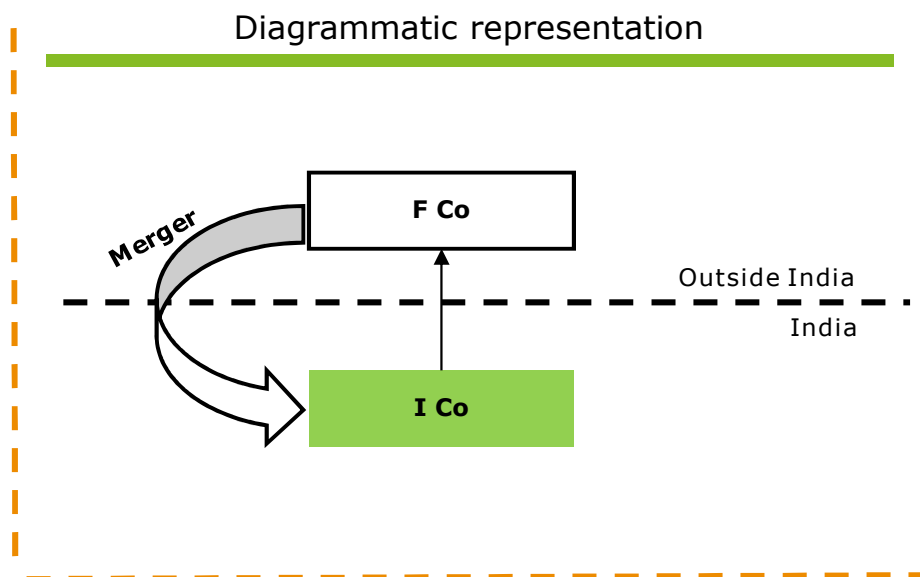 Diagrammatic representation
F Co
Merger
Outside India
India
I Co